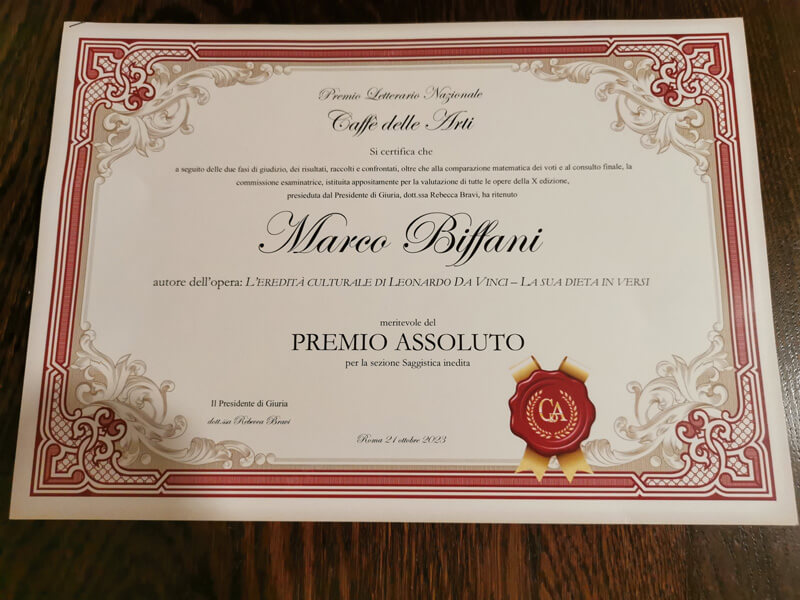 Premio Letterario Nazionale
Caffè delle Arti
Si certifica che
a seguito delle due fasi di giudizio, dei risultati, raccolti e confrontati, oltre che alla comparazione matematica dei voti e al consulto finale, la
commissione esaminatrice, istituita appositamente per la valutazione di tutte le opere della X edizione,
presieduta dal Presidente di Giuria, dott.ssa Rebecca Bravi, ha ritenuto
Marco Biffani
autore dell'opera: L'EREDITÀ CULTURALE DI LEONARDO DA VINCI – LA SUA DIETA IN VERSI
meritevole del
PREMIO ASSOLUTO
per la sezione Saggistica inedita
Il Presidente di Giuria
dott.ssa Rebecca Bravi
Roma 21 ottobre 2023